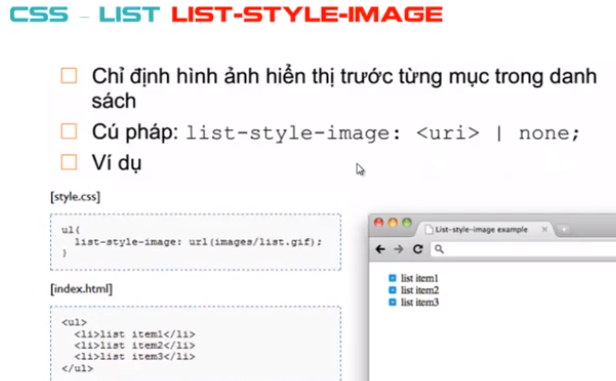 CSS – LIST LIST-STYLE-IMAGE
Chỉ định hình ảnh hiển thị trước từng mục trong danh
sách
Cú pháp: list-style-image: <uri> | none;
Ví dụ
[style.css]
ul{
list-style-image: url(images/list.gif);
}
[index.html]
<ul>
<li>list item1</li>
<li>list item2</li>
<li>list item3</li>
</ul>
List-style-image example
list item1
list item2
list item3